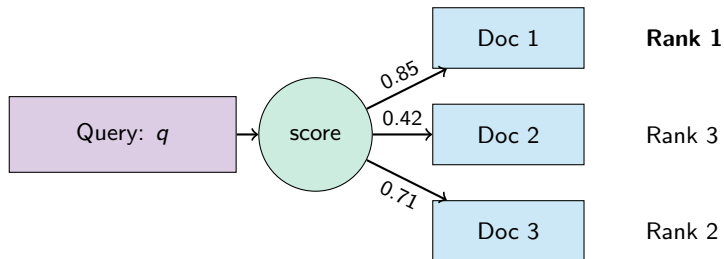 Query: q
score
0.85
0.42
0.71
Doc 1
Rank 1
Doc 2
Rank 3
Doc 3
Rank 2